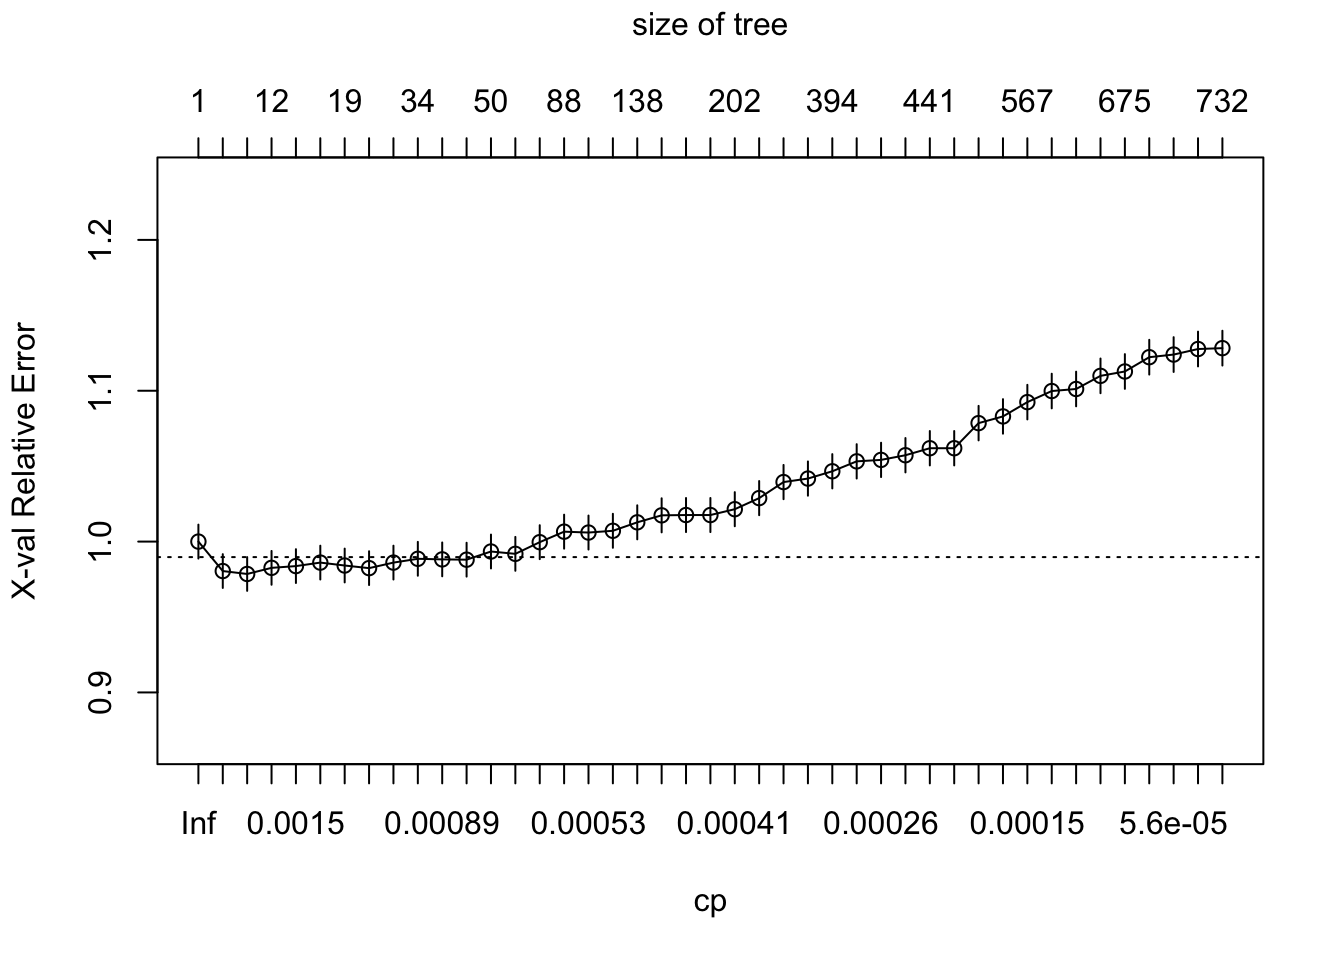 size of tree
1 12 19 34 50 88 138 202 394 441 567 675 732
X-val Relative Error
1.2
1.1
1.0
0.9
Inf 0.0015 0.00089 0.00053 0.00041 0.00026 0.00015 5.6e-05
cp